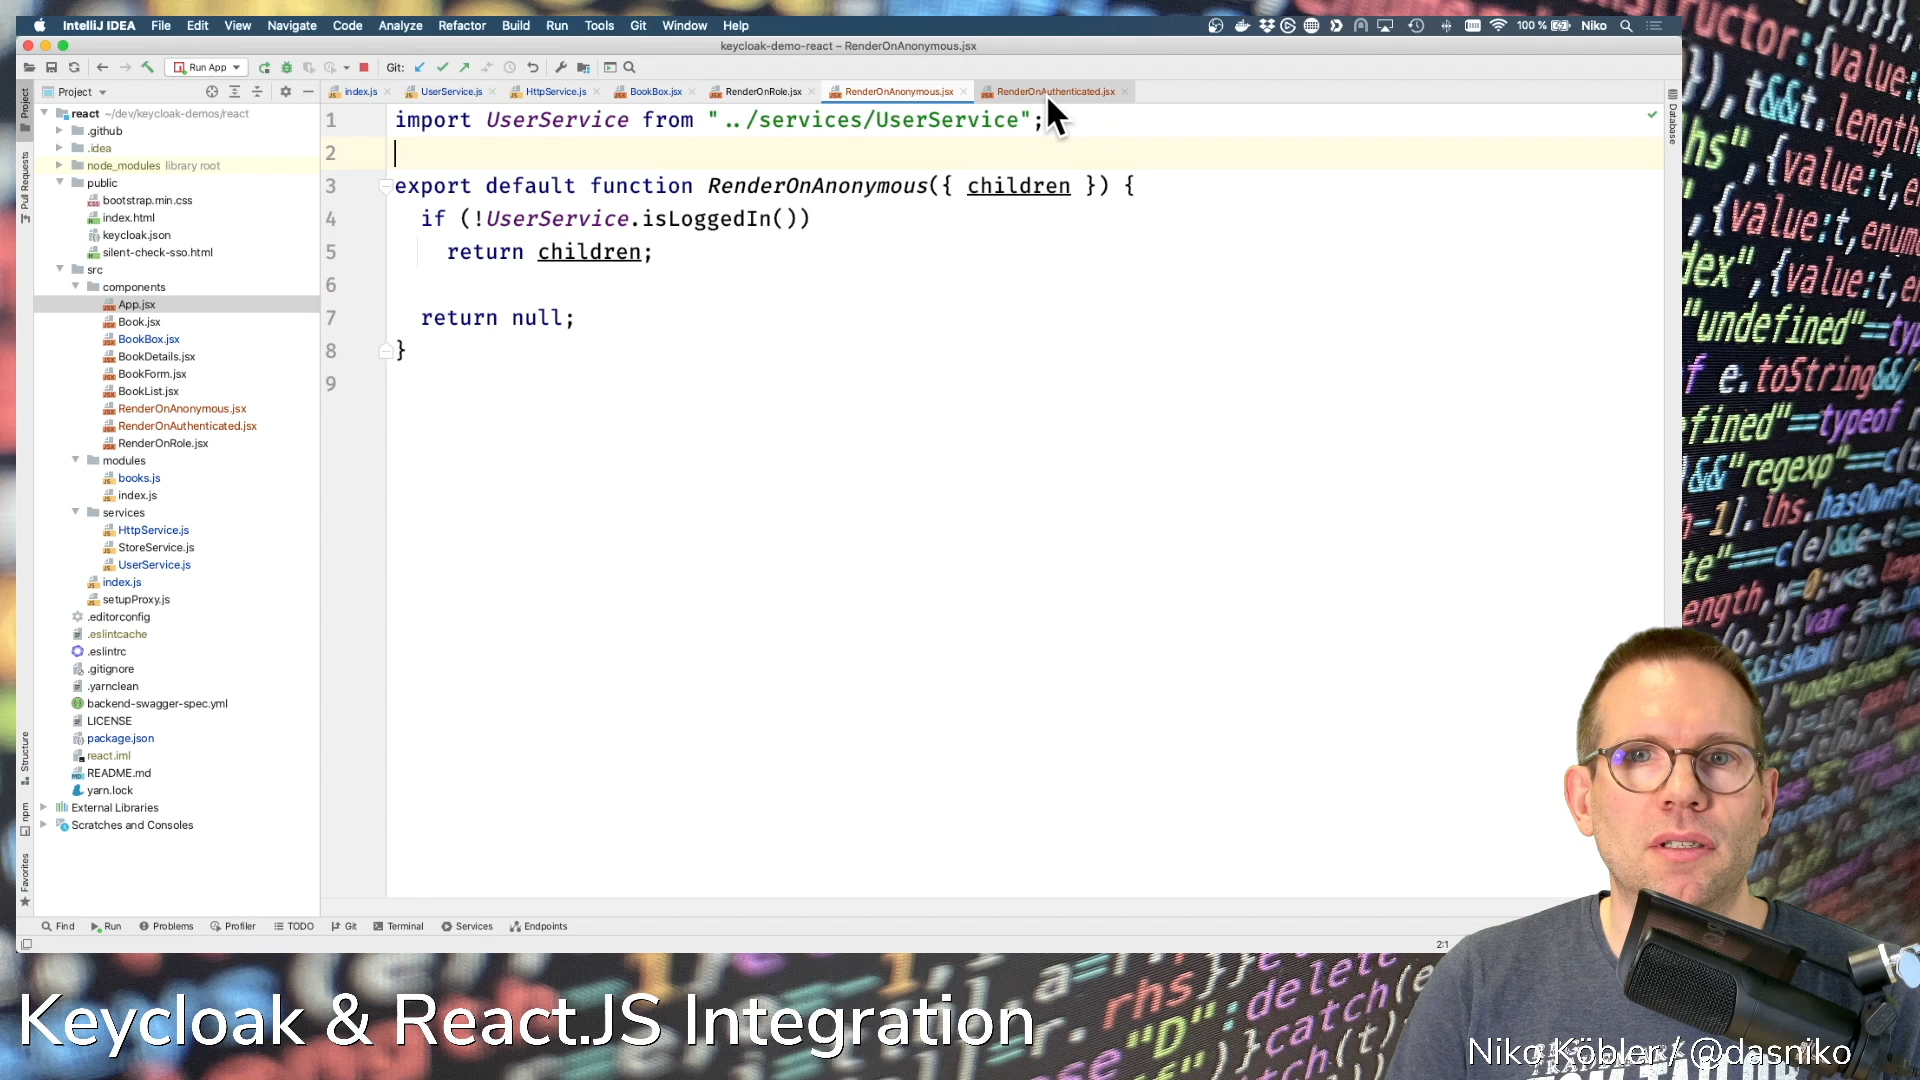 IntelliJ IDEA File Edit View Navigate Code Analyze Refactor Build Run Tools Git Window Help
100 % Niko
keycloak-demo-react – RenderOnAnonymous.jsx
Run App Git:
Project
index.js UserService.js HttpService.js BookBox.jsx RenderOnRole.jsx RenderOnAnonymous.jsx RenderOnAuthenticated.jsx
Project
Pull Requests
Structure
npm
Favorites
Database
react ~/dev/keycloak-demos/react
.github
.idea
node_modules library root
public
bootstrap.min.css
index.html
keycloak.json
silent-check-sso.html
src
components
App.jsx
Book.jsx
BookBox.jsx
BookDetails.jsx
BookForm.jsx
BookList.jsx
RenderOnAnonymous.jsx
RenderOnAuthenticated.jsx
RenderOnRole.jsx
modules
books.js
index.js
services
HttpService.js
StoreService.js
UserService.js
index.js
setupProxy.js
.editorconfig
.eslintcache
.eslintrc
.gitignore
.yarnclean
backend-swagger-spec.yml
LICENSE
package.json
react.iml
README.md
yarn.lock
External Libraries
Scratches and Consoles
1 import UserService from "../services/UserService";
2
3 export default function RenderOnAnonymous({ children }) {
4 if (!UserService.isLoggedIn())
5 return children;
6
7 return null;
8 }
9
Find Run Problems Profiler TODO Git Terminal Services Endpoints
2:1
Keycloak & React.JS Integration
Niko Köbler / @dasniko